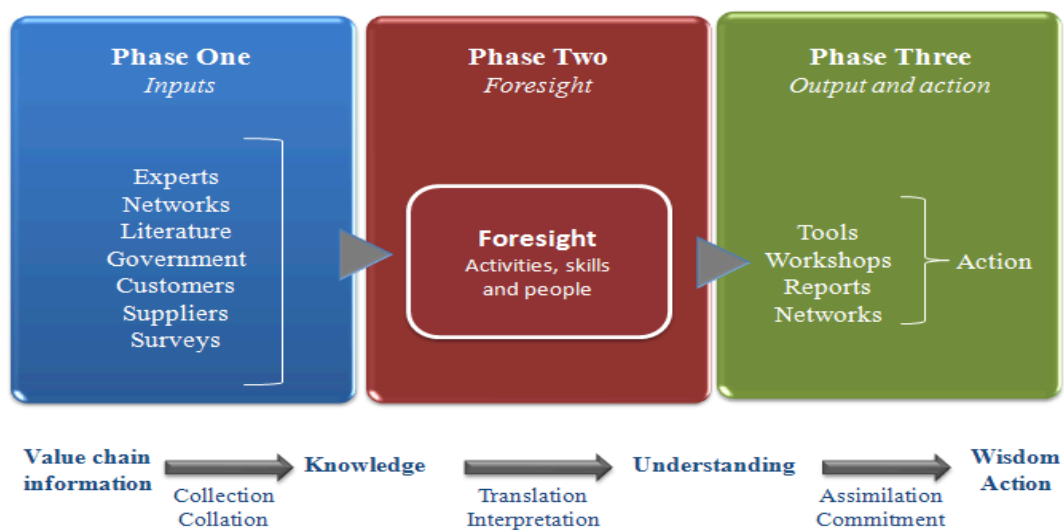 Phase One
Inputs
Experts
Networks
Literature
Government
Customers
Suppliers
Surveys
Phase Two
Foresight
Foresight
Activities, skills
and people
Phase Three
Output and action
Tools
Workshops
Reports
Networks
Action
Value chain
information
Collection
Collation
Knowledge
Translation
Interpretation
Understanding
Assimilation
Commitment
Wisdom
Action